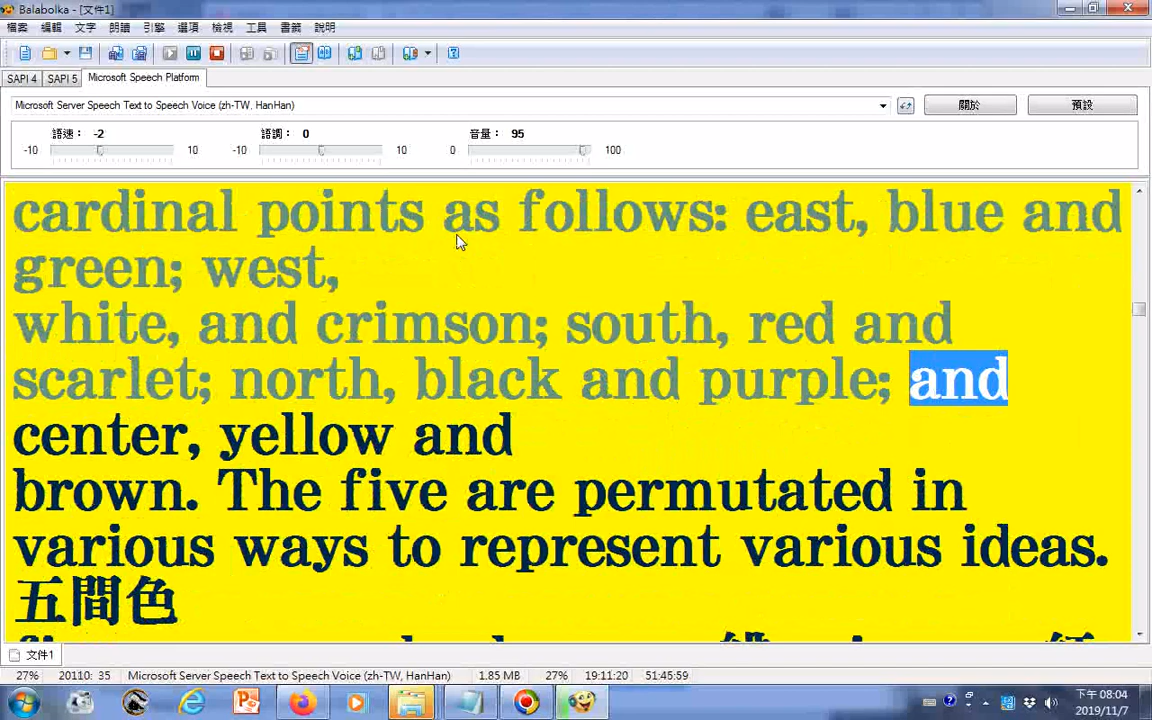 Balabolka - [文件1]
檔案 編輯 文字 朗讀 引擎 選項 檢視 工具 書籤 說明
SAPI 4 SAPI 5 Microsoft Speech Platform
Microsoft Server Speech Text to Speech Voice (zh-TW, HanHan) 關於 預設
語速： -2 語調： 0 音量： 95
-10 10 -10 10 0 100
cardinal points as follows: east, blue and
green; west,
white, and crimson; south, red and
scarlet; north, black and purple; and
center, yellow and
brown. The five are permutated in
various ways to represent various ideas.
五間色
文件1
27% 20110: 35 Microsoft Server Speech Text to Speech Voice (zh-TW, HanHan) 1.85 MB 27% 19:11:20 51:45:59
下午 08:04
2019/11/7